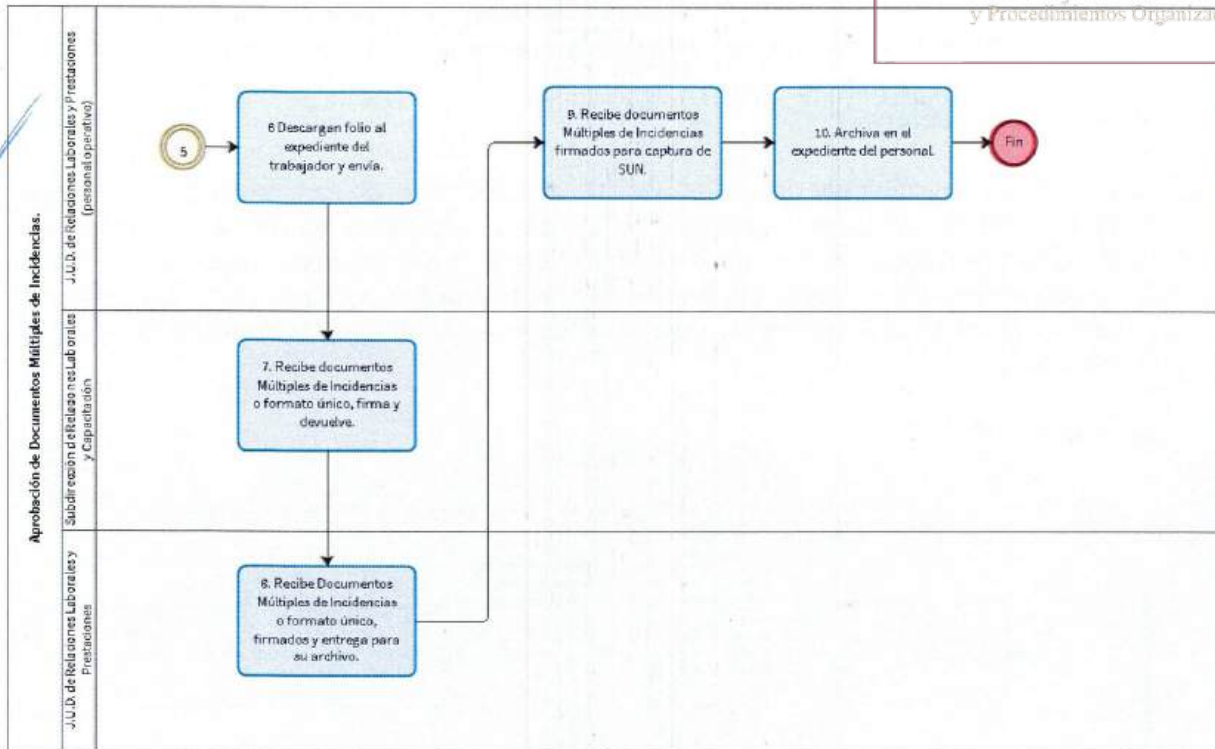 y Procedimientos Organizac
Aprobación de Documentos Múltiples de Incidencias.
J.U.D. de Relaciones Laborales y Prestaciones
(personal operativo)
5
6 Descargan folio al
expediente del
trabajador y envía.
9. Recibe documentos
Múltiples de Incidencias
firmados para captura de
SUN.
10. Archiva en el
expediente del personal.
Fin
Subdirección de Relaciones Laborales
y Capacitación
7. Recibe documentos
Múltiples de Incidencias
o formato único, firma y
devuelve.
J.U.D. de Relaciones Laborales y
Prestaciones
8. Recibe Documentos
Múltiples de Incidencias
o formato único,
firmados y entrega para
su archivo.